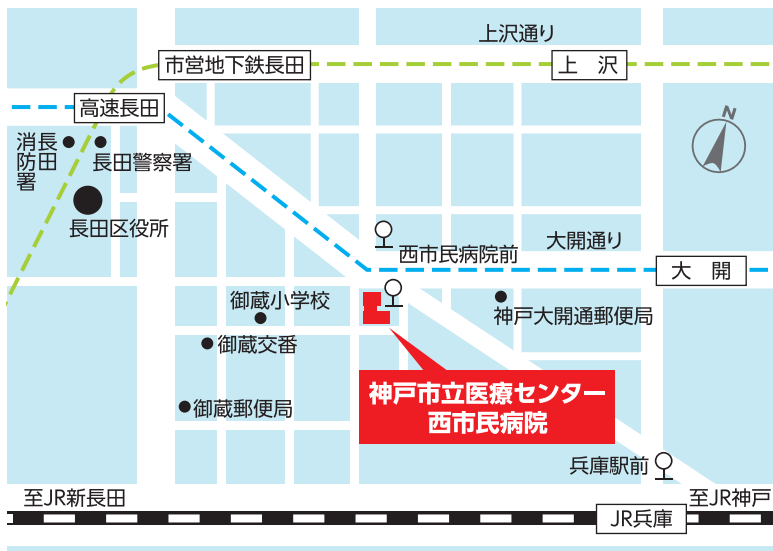 上沢通り
市営地下鉄長田
上 沢
高速長田
N
消防署
長田
長田警察署
長田区役所
西市民病院前
大開通り
大 開
御蔵小学校
神戸大開通郵便局
御蔵交番
神戸市立医療センター
西市民病院
御蔵郵便局
兵庫駅前
至JR新長田
至JR神戸
JR兵庫